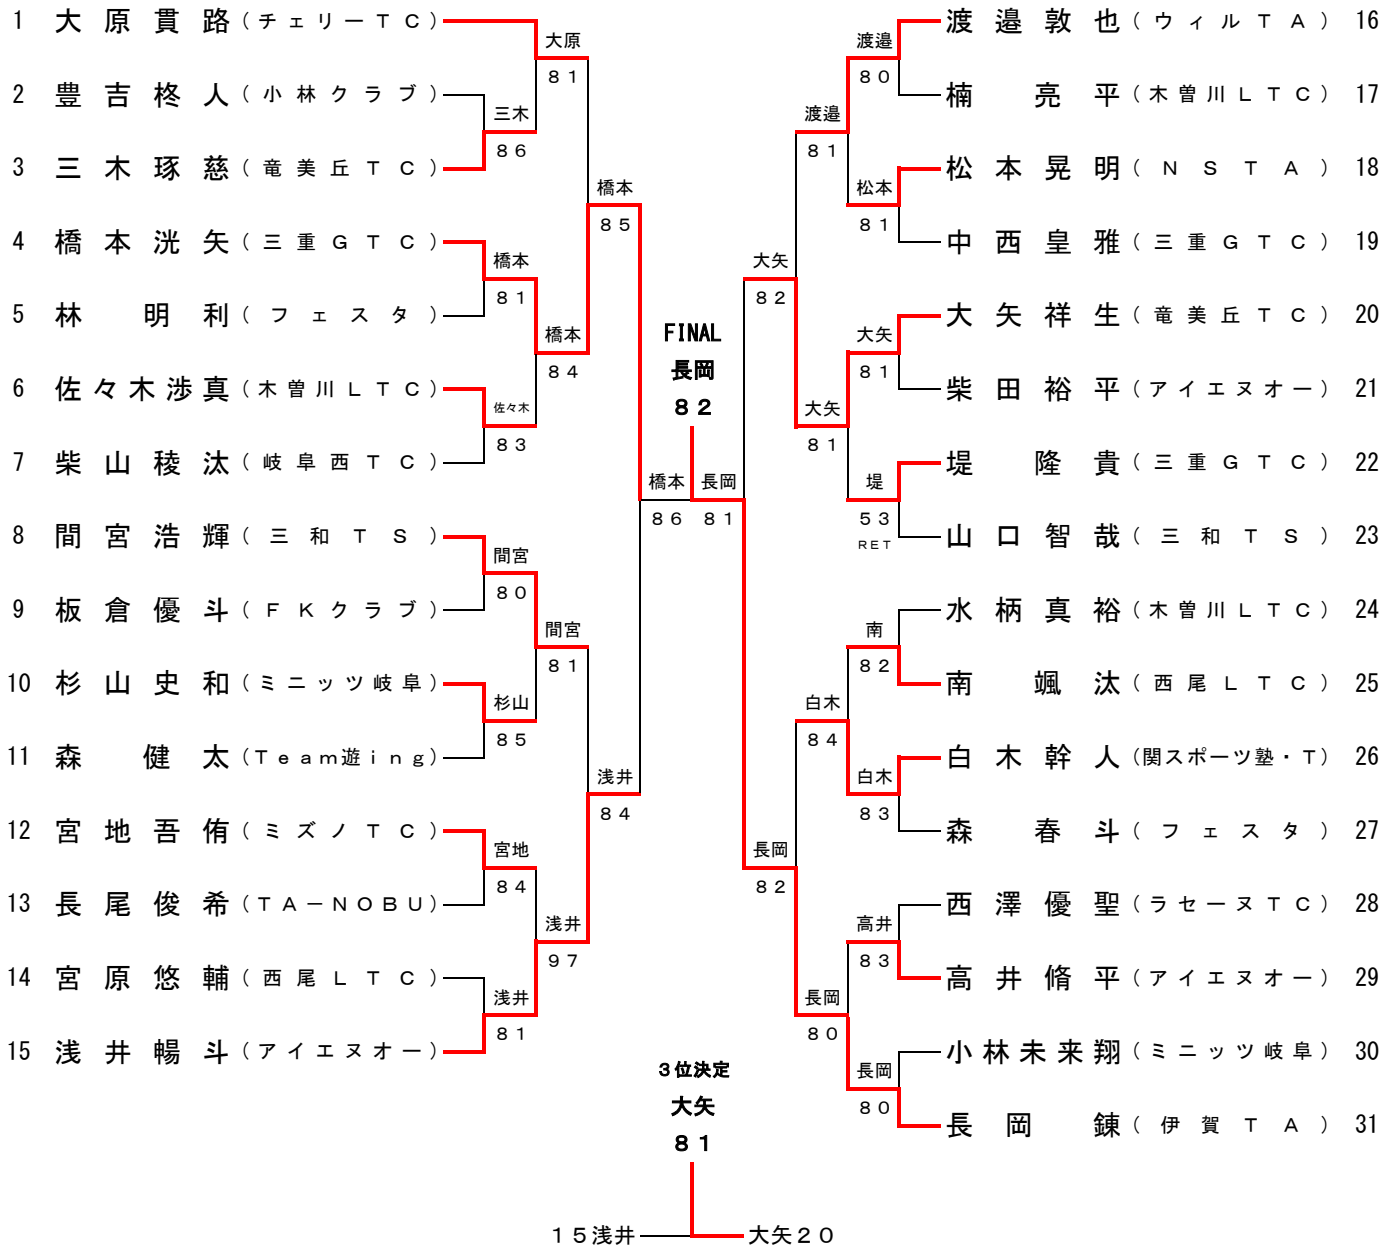 1 大原貫路（チェリーTC）
2 豊吉柊人（小林クラブ）
3 三木琢慈（竜美丘TC）
4 橋本洸矢（三重GTC）
5 林明利（フェスタ）
6 佐々木渉真（木曽川LTC）
7 柴山稜汰（岐阜西TC）
8 間宮浩輝（三和TS）
9 板倉優斗（FKクラブ）
10 杉山史和（ミニッツ岐阜）
11 森健太（Team遊ing）
12 宮地吾侑（ミズノTC）
13 長尾俊希（TA－NOBU）
14 宮原悠輔（西尾LTC）
15 浅井暢斗（アイエヌオー）
三木
86
橋本
81
佐々木
83
間宮
80
杉山
85
宮地
84
浅井
81
大原
81
橋本
84
間宮
81
浅井
97
橋本
85
浅井
84
橋本
86
FINAL
長岡
82
長岡
81
大矢
82
長岡
82
渡邉
81
大矢
81
白木
84
長岡
80
渡邉
80
松本
81
大矢
81
堤
53
RET
南
82
白木
83
高井
83
長岡
80
渡邉敦也（ウィルTA） 16
楠亮平（木曽川LTC） 17
松本晃明（NSTA） 18
中西皇雅（三重GTC） 19
大矢祥生（竜美丘TC） 20
柴田裕平（アイエヌオー） 21
堤隆貴（三重GTC） 22
山口智哉（三和TS） 23
水柄真裕（木曽川LTC） 24
南颯汰（西尾LTC） 25
白木幹人（関スポーツ塾・T） 26
森春斗（フェスタ） 27
西澤優聖（ラセーヌTC） 28
高井脩平（アイエヌオー） 29
小林未来翔（ミニッツ岐阜） 30
長岡錬（伊賀TA） 31
３位決定
大矢
81
15浅井
大矢20